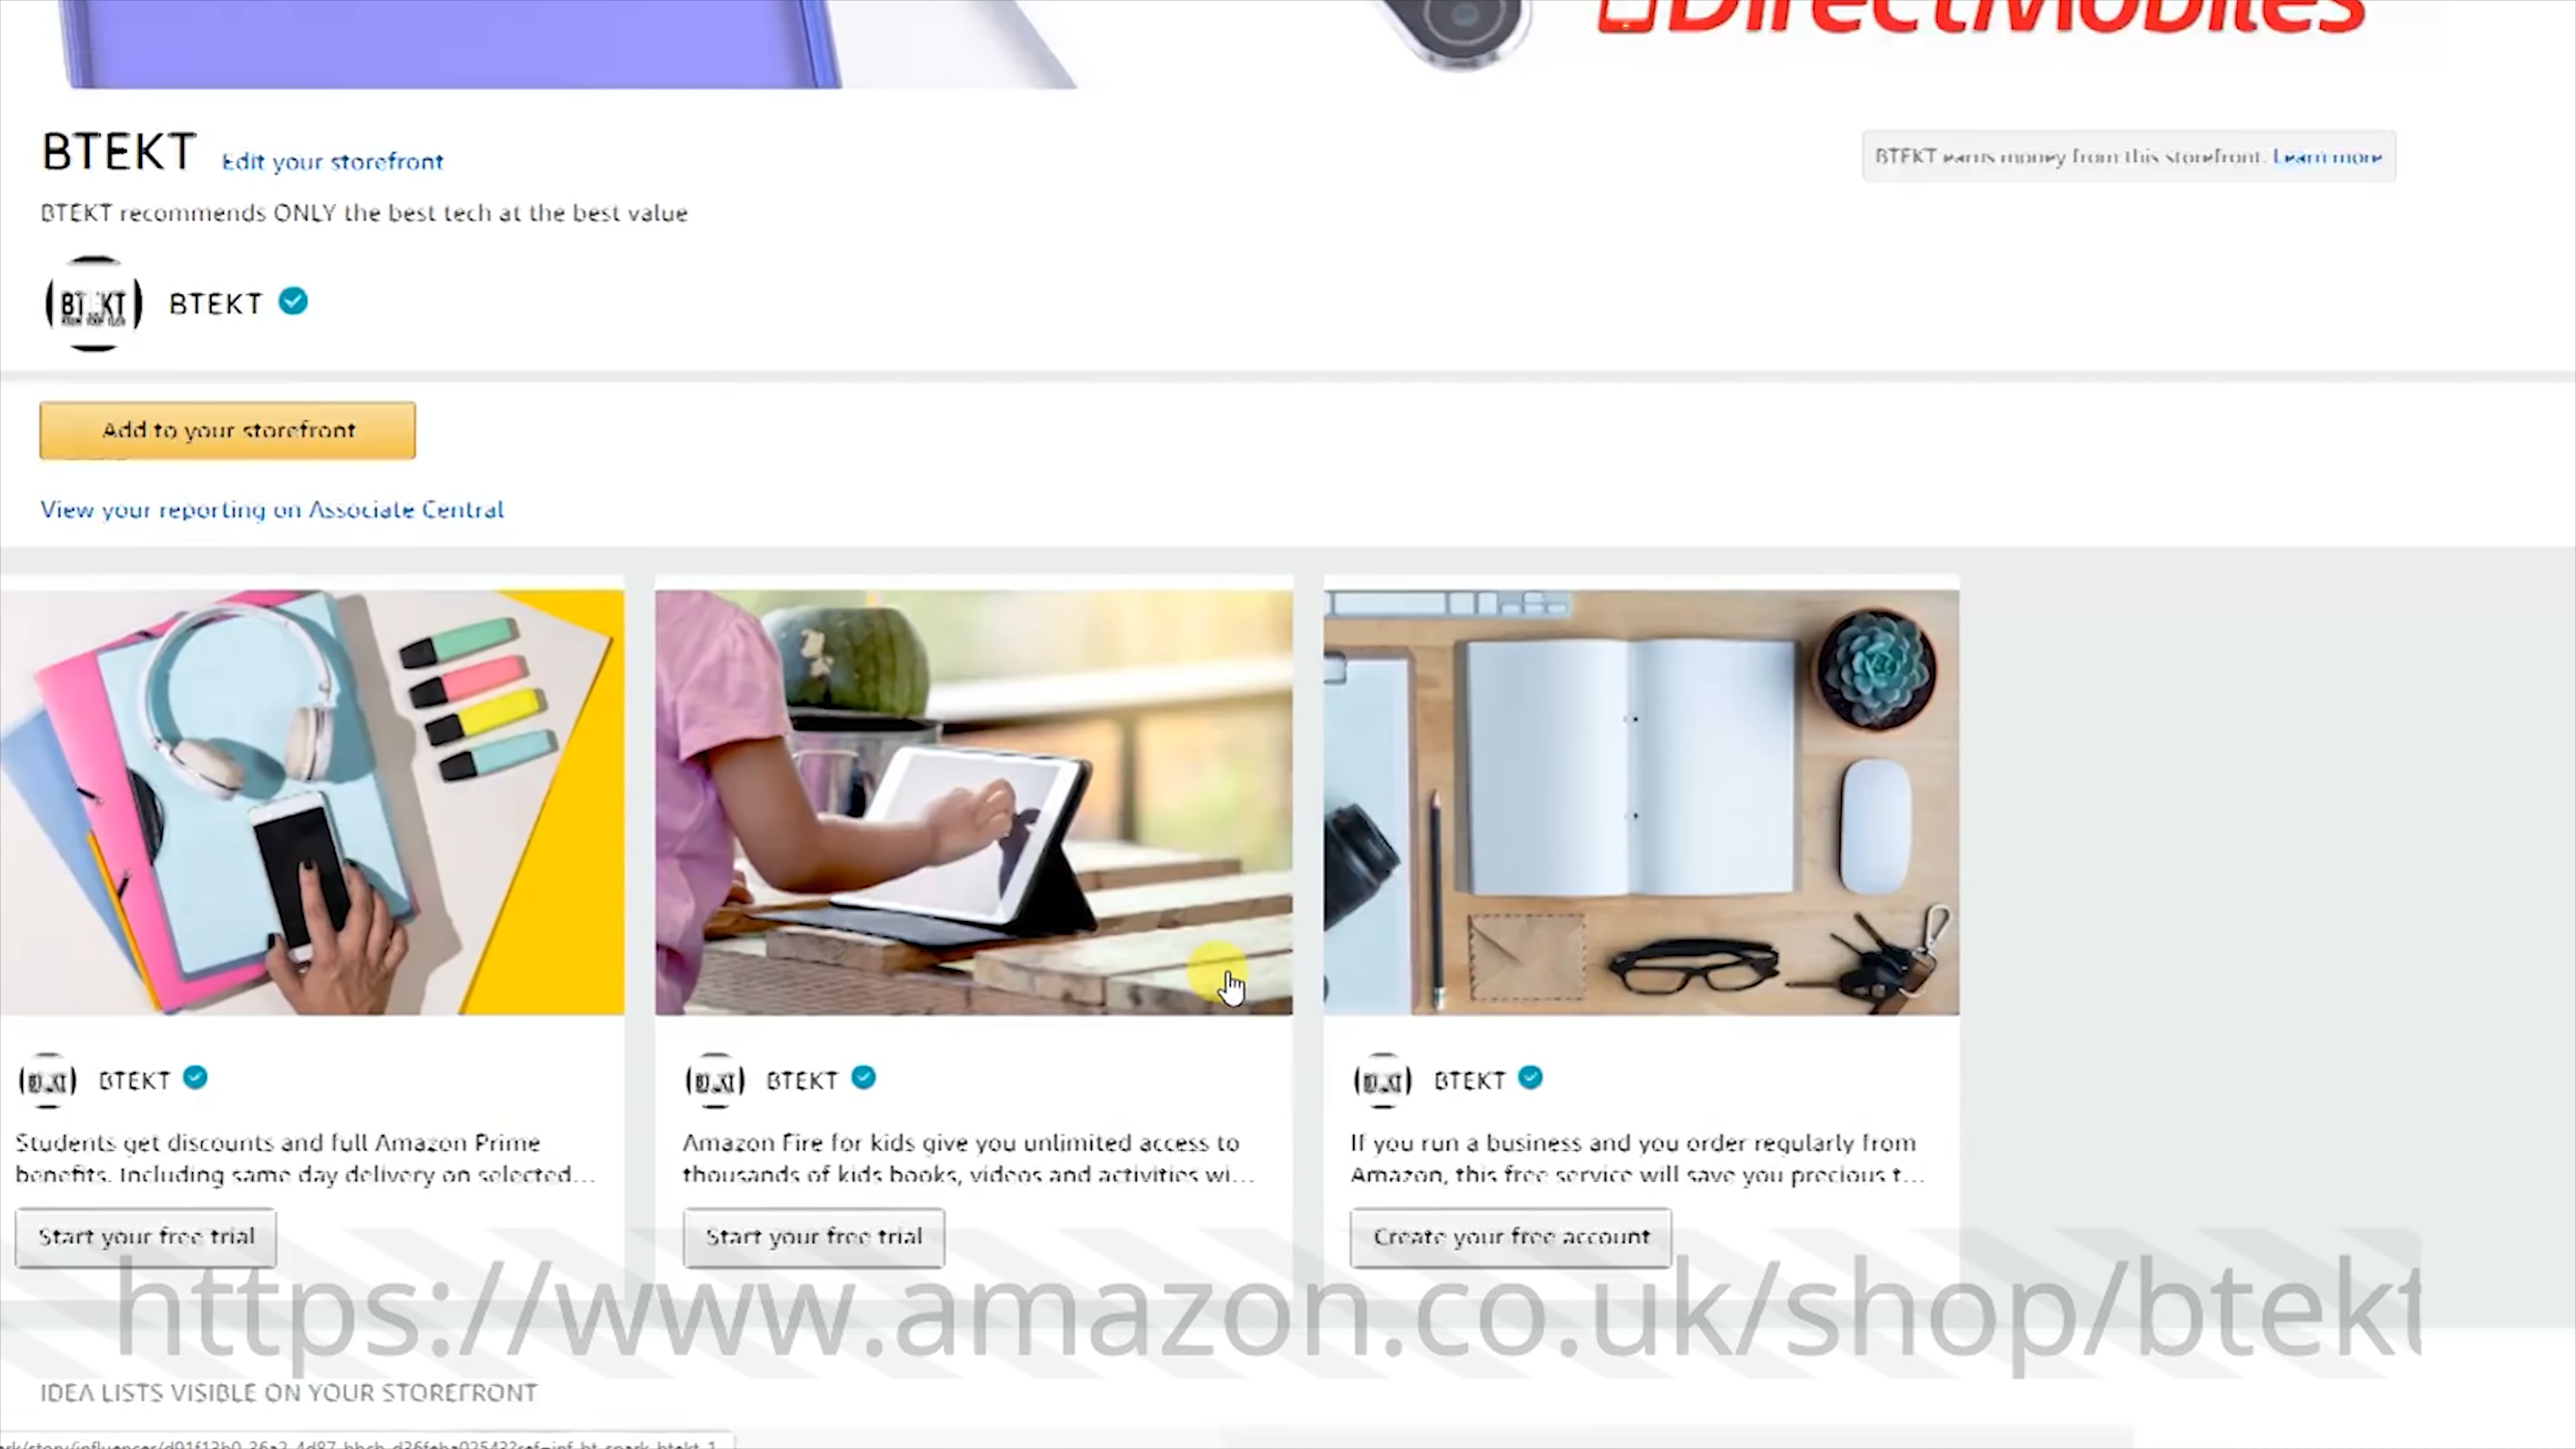 DirectMobiles
BTEKT Edit your storefront
BTEKT earns money from this storefront. Learn more
BTEKT recommends ONLY the best tech at the best value
BTEKT
BTEKT
Add to your storefront
View your reporting on Associate Central
BTEKT
Students get discounts and full Amazon Prime
benefits. Including same day delivery on selected...
Start your free trial
BTEKT
Amazon Fire for kids give you unlimited access to
thousands of kids books, videos and activities wi...
Start your free trial
BTEKT
If you run a business and you order regularly from
Amazon, this free service will save you precious t...
Create your free account
https://www.amazon.co.uk/shop/btekt
IDEA LISTS VISIBLE ON YOUR STOREFRONT